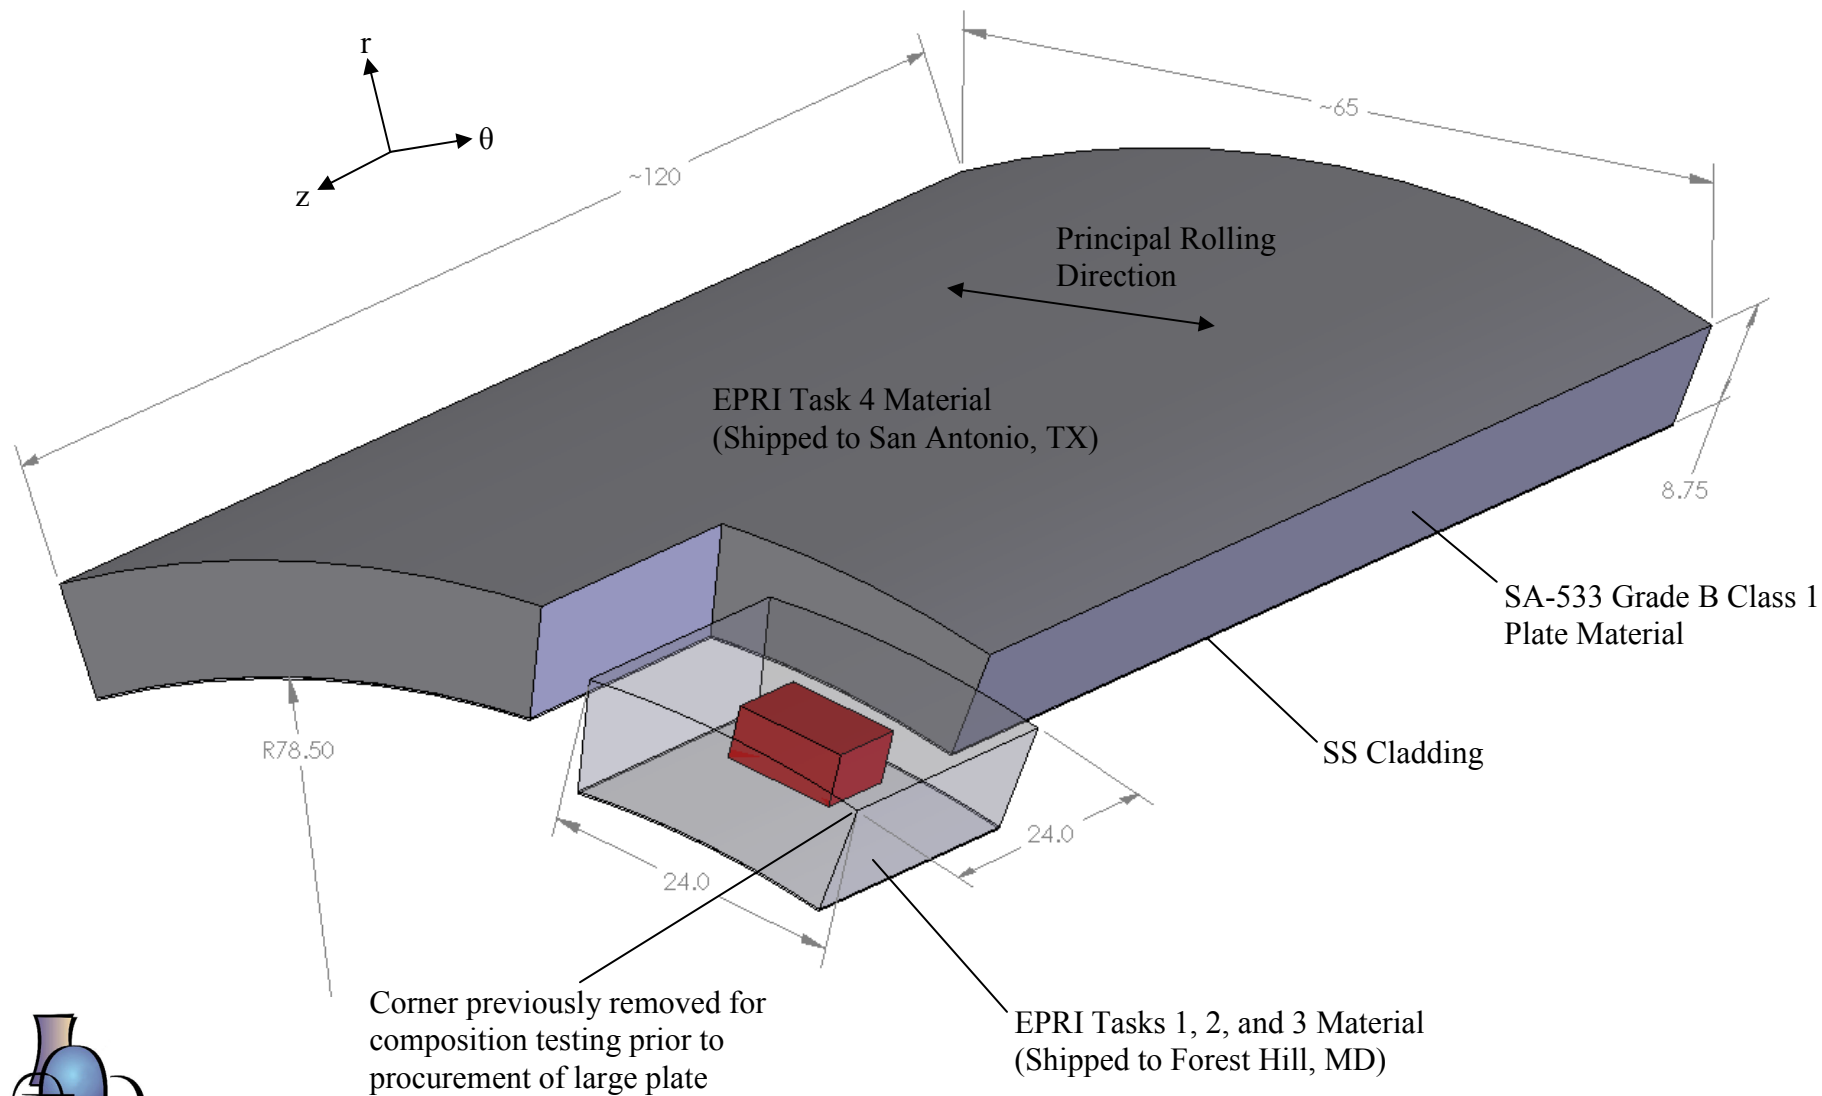 r
θ
z
~120
~65
Principal Rolling
Direction
EPRI Task 4 Material
(Shipped to San Antonio, TX)
8.75
SA-533 Grade B Class 1
Plate Material
R78.50
SS Cladding
24.0
24.0
Corner previously removed for
composition testing prior to
procurement of large plate
EPRI Tasks 1, 2, and 3 Material
(Shipped to Forest Hill, MD)